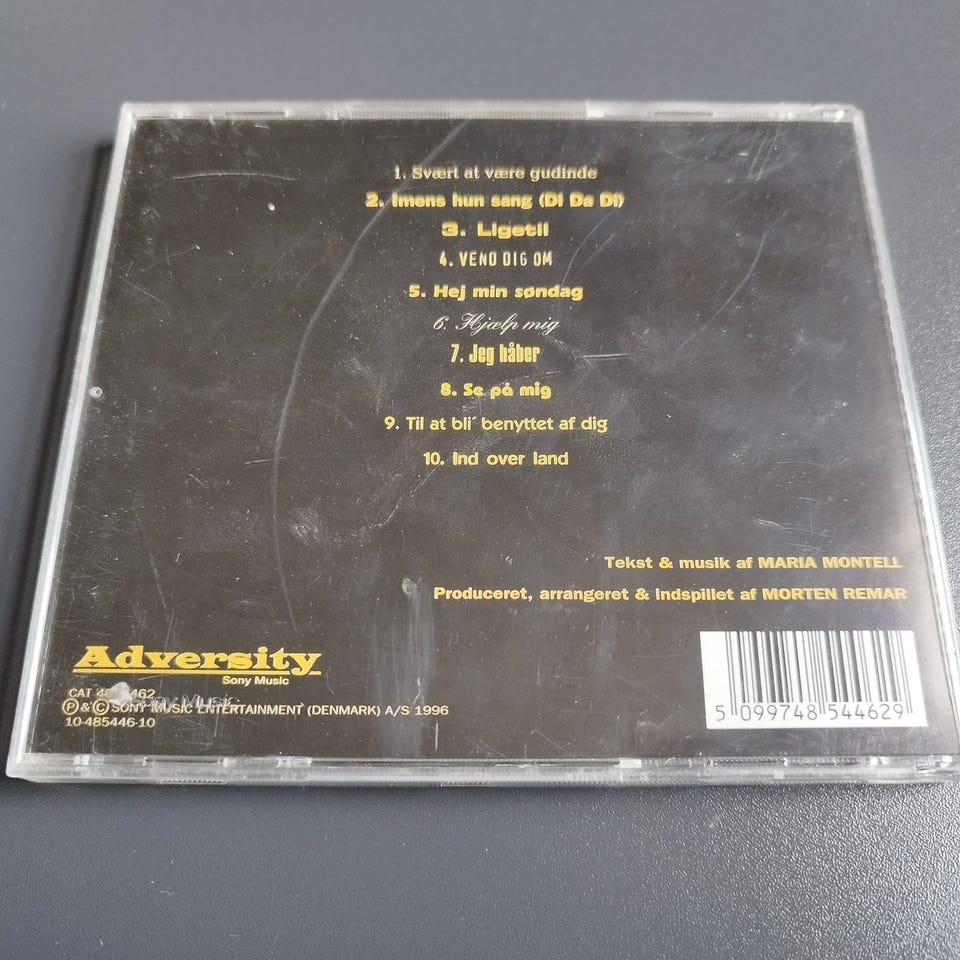 1. Svært at være gudinde
2. Imens hun sang (Di Da Di)
3. Ligetil
4. VEND DIG OM
5. Hej min søndag
6. Hjælp mig
7. Jeg håber
8. Se på mig
9. Til at bli´ benyttet af dig
10. Ind over land
Tekst & musik af MARIA MONTELL
Produceret, arrangeret & Indspillet af MORTEN REMAR
Adversity
Sony Music
CAT
Ⓟ & © SONY MUSIC ENTERTAINMENT (DENMARK) A/S 1996
10-485446-10
Sony Music
5 099748 544629